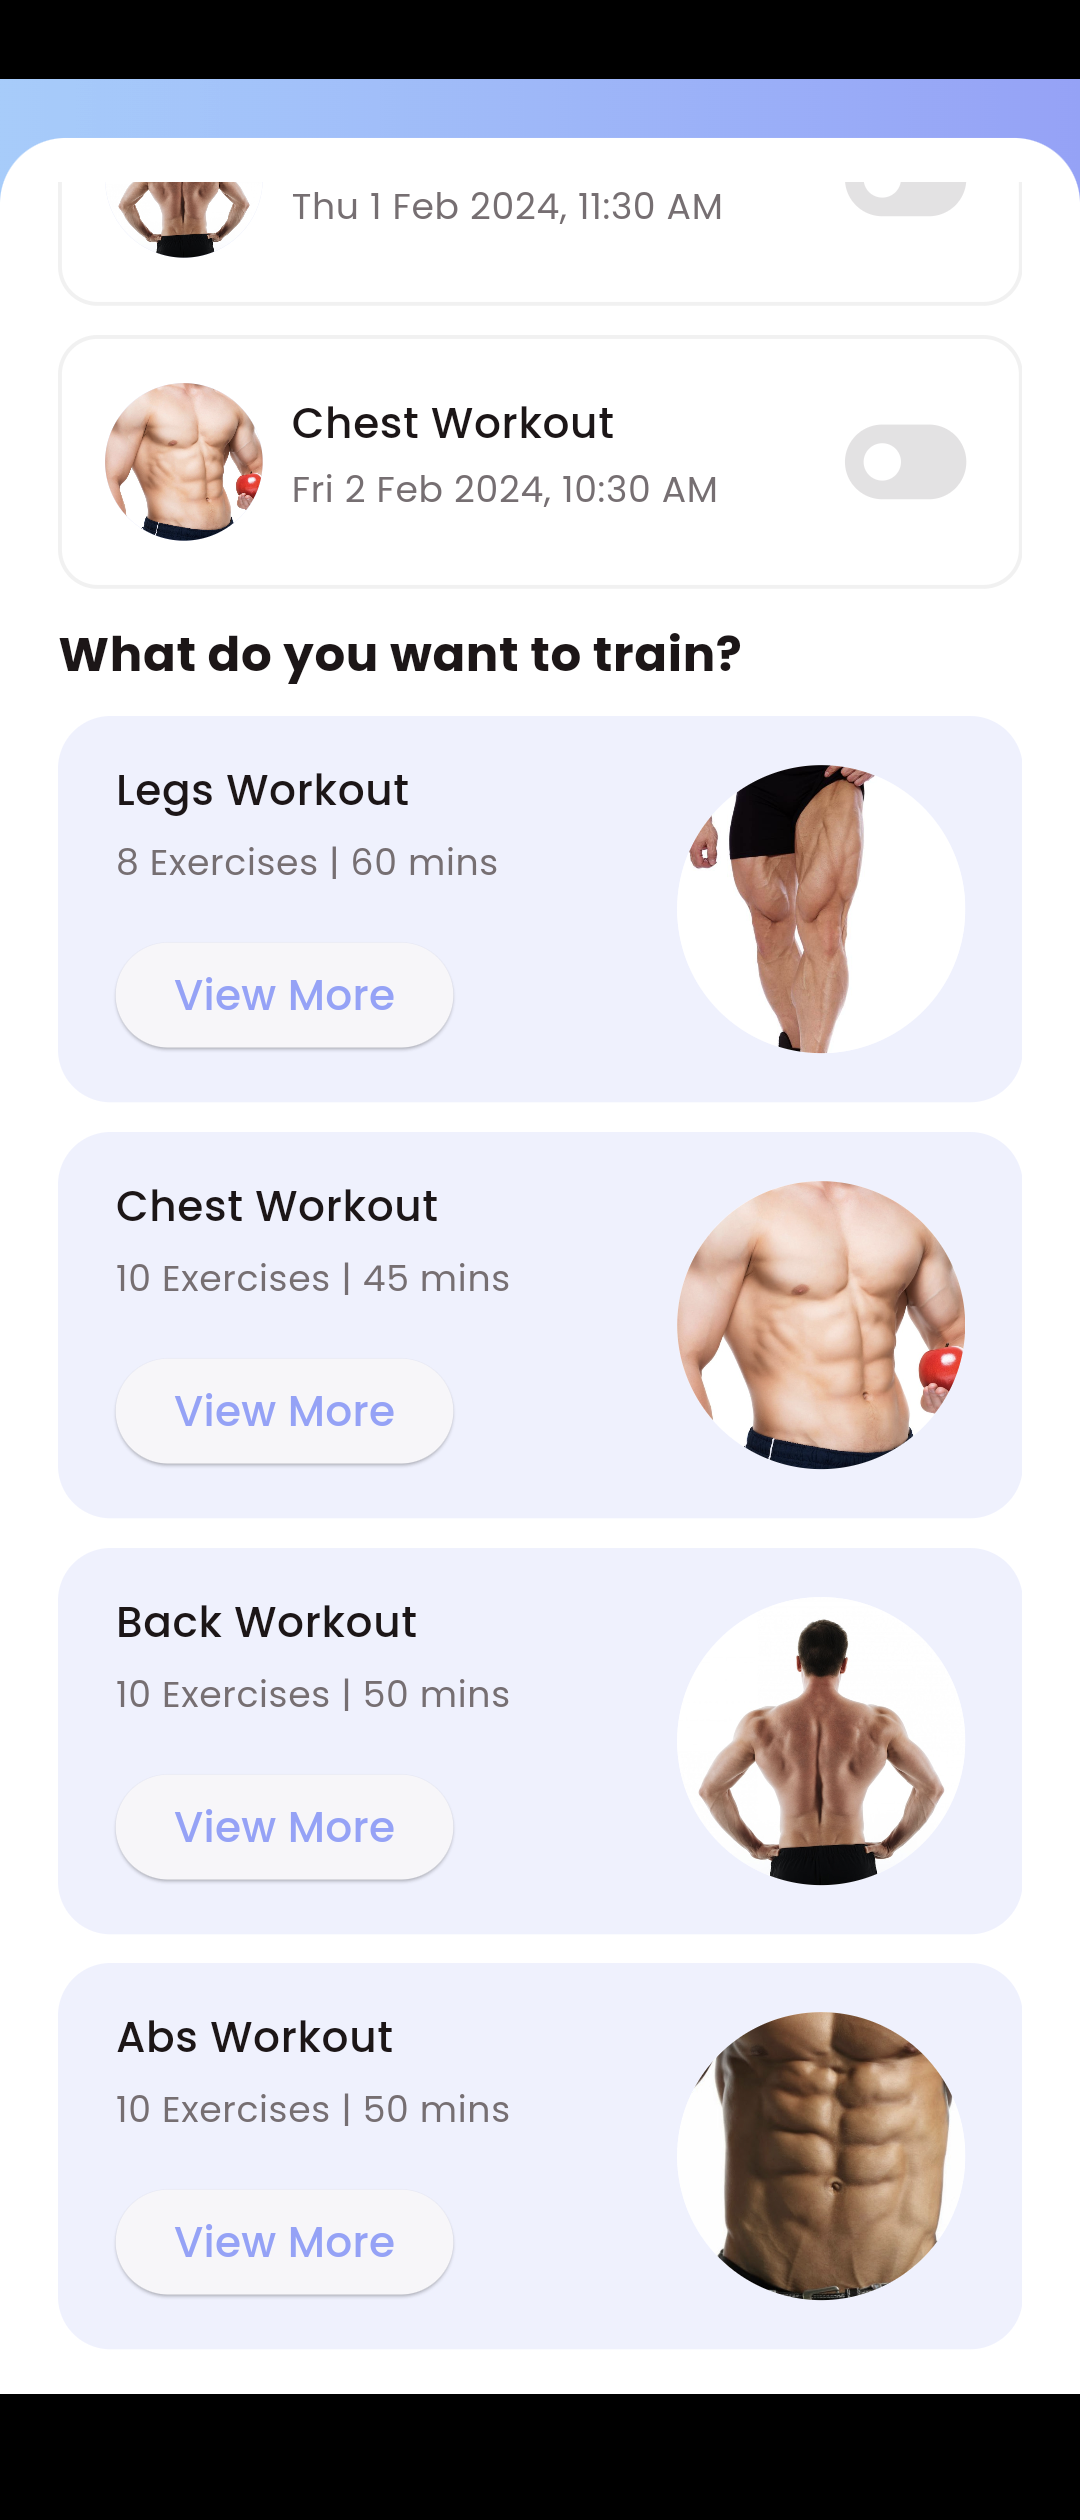 Thu 1 Feb 2024, 11:30 AM
Chest Workout
Fri 2 Feb 2024, 10:30 AM
What do you want to train?
Legs Workout
8 Exercises | 60 mins
View More
Chest Workout
10 Exercises | 45 mins
View More
Back Workout
10 Exercises | 50 mins
View More
Abs Workout
10 Exercises | 50 mins
View More